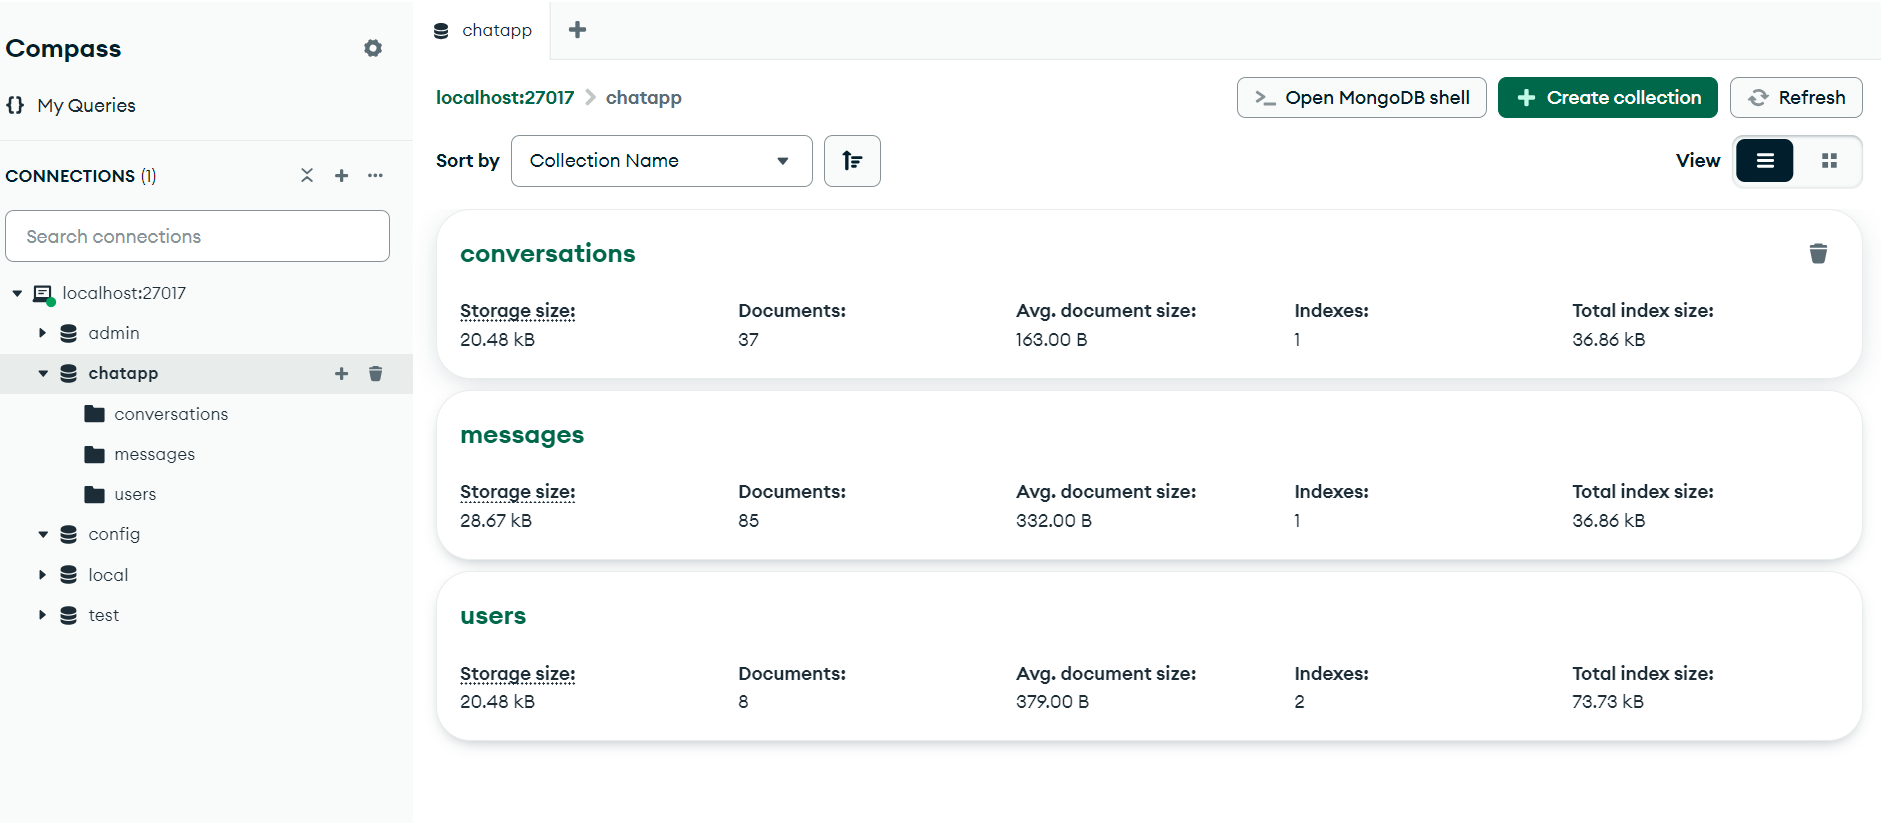 Compass
{} My Queries
CONNECTIONS (1)
Search connections
localhost:27017
admin
chatapp
conversations
messages
users
config
local
test
chatapp
localhost:27017 > chatapp
>_ Open MongoDB shell
+ Create collection
Refresh
Sort by
Collection Name
View
conversations
Storage size: Documents: Avg. document size: Indexes: Total index size:
20.48 kB 37 163.00 B 1 36.86 kB
messages
Storage size: Documents: Avg. document size: Indexes: Total index size:
28.67 kB 85 332.00 B 1 36.86 kB
users
Storage size: Documents: Avg. document size: Indexes: Total index size:
20.48 kB 8 379.00 B 2 73.73 kB